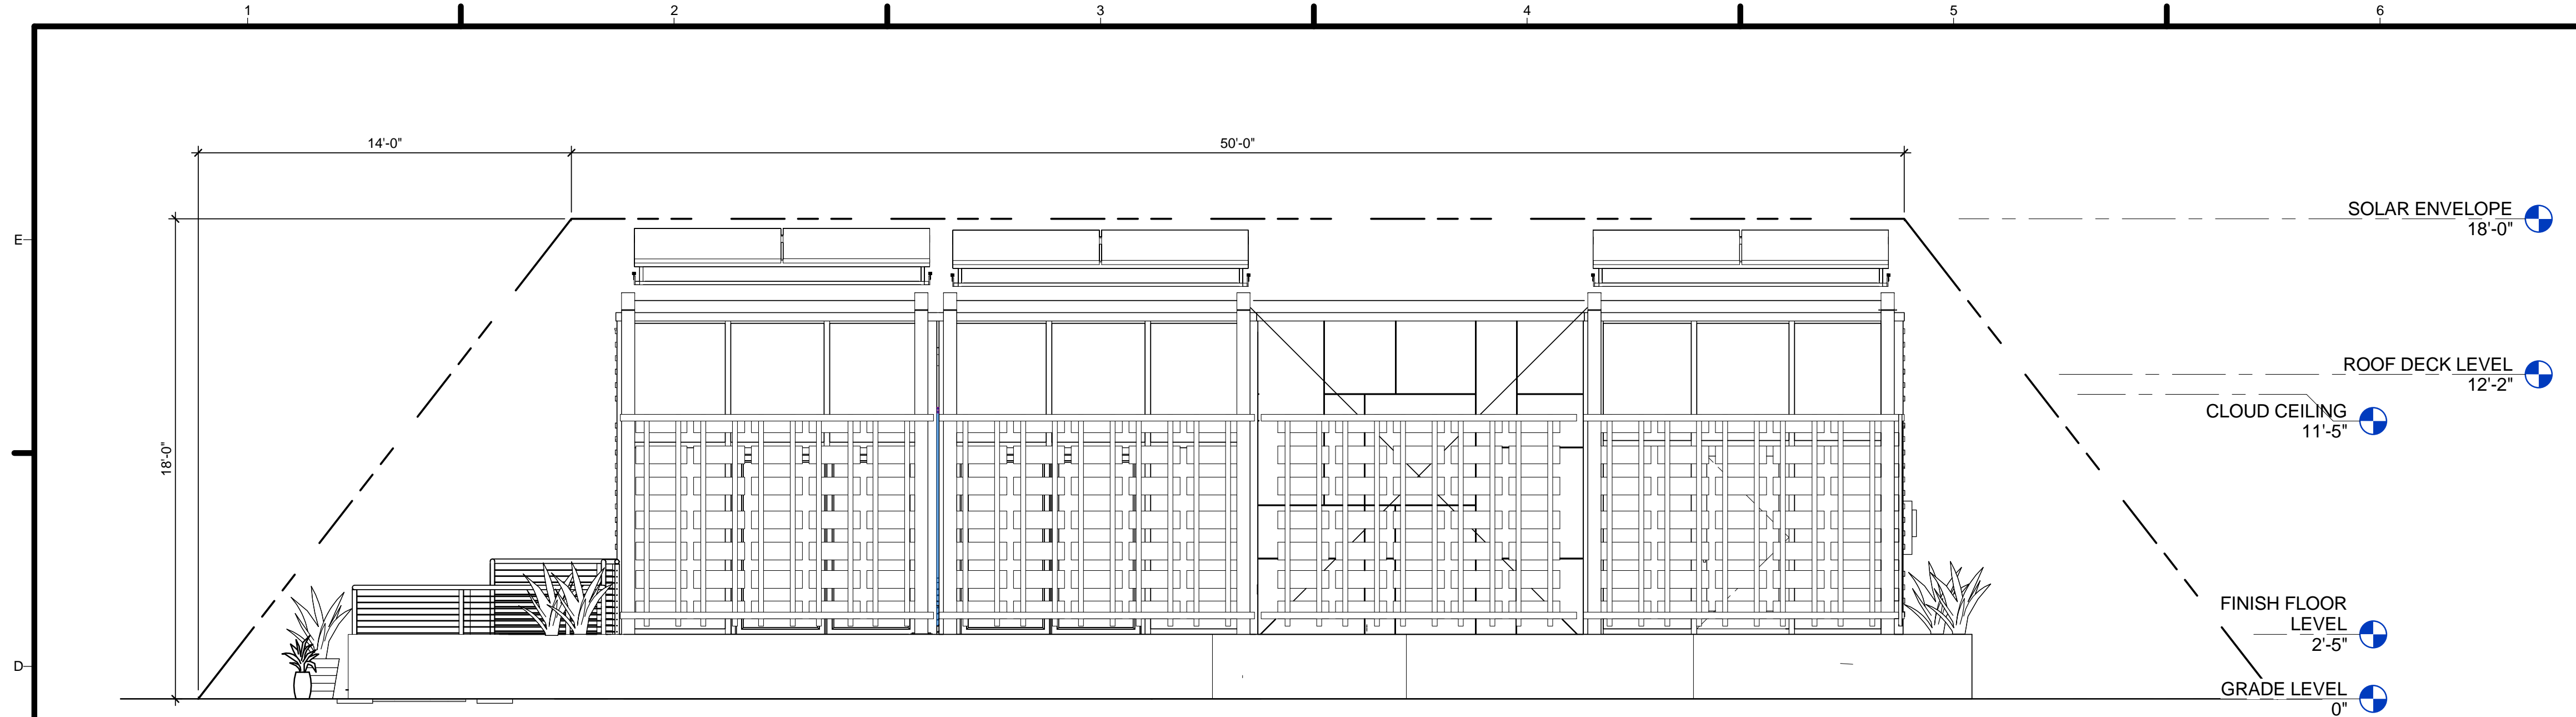 1 2 3 4 5 6
14'-0" 50'-0"
SOLAR ENVELOPE
18'-0"
E
ROOF DECK LEVEL
12'-2"
CLOUD CEILING
11'-5"
18'-0"
FINISH FLOOR
LEVEL
2'-5"
D
GRADE LEVEL
0"